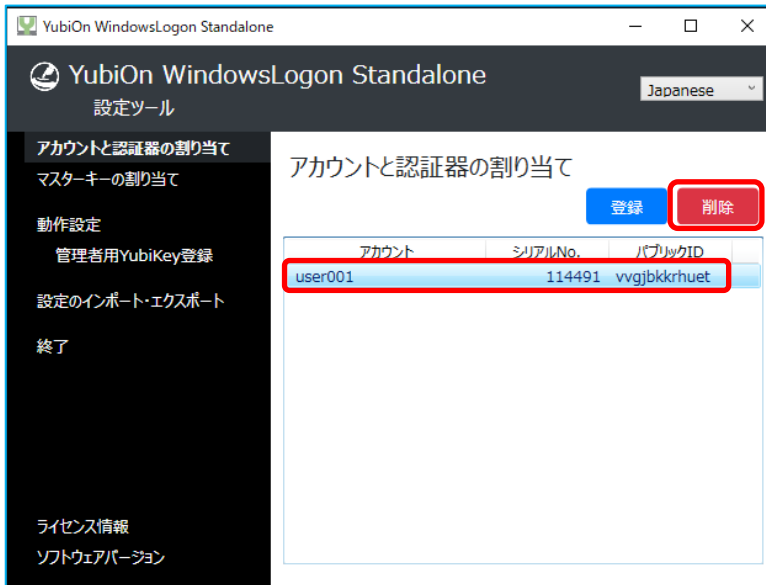 YubiOn WindowsLogon Standalone
YubiOn WindowsLogon Standalone
設定ツール
Japanese
アカウントと認証器の割り当て
マスターキーの割り当て
動作設定
管理者用YubiKey登録
設定のインポート・エクスポート
終了
ライセンス情報
ソフトウェアバージョン
アカウントと認証器の割り当て
登録 削除
アカウント シリアルNo. パブリックID
user001 114491 vvgjbkkrhuet